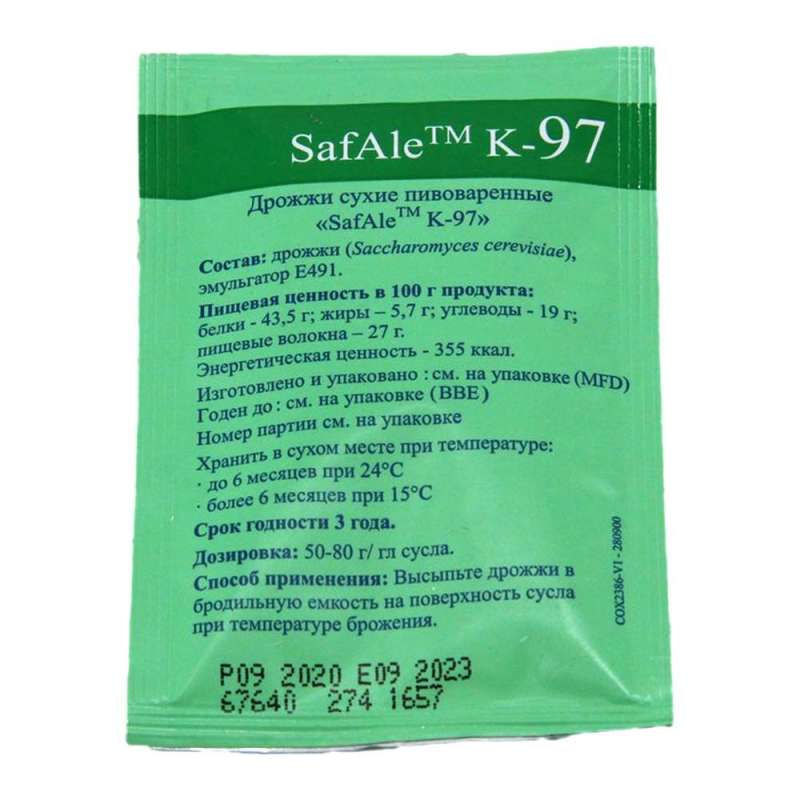 SafAle™ K-97
Дрожжи сухие пивоваренные
«SafAle™ K-97»
Состав: дрожжи (Saccharomyces cerevisiae),
эмульгатор Е491.
Пищевая ценность в 100 г продукта:
белки - 43,5 г; жиры – 5,7 г; углеводы - 19 г;
пищевые волокна – 27 г.
Энергетическая ценность - 355 ккал.
Изготовлено и упаковано : см. на упаковке (MFD)
Годен до : см. на упаковке (BBE)
Номер партии см. на упаковке
Хранить в сухом месте при температуре:
· до 6 месяцев при 24°С
· более 6 месяцев при 15°С
Срок годности 3 года.
Дозировка: 50-80 г/ гл сусла.
Способ применения: Высыпьте дрожжи в
бродильную емкость на поверхность сусла
при температуре брожения.
COX2386-V1 - 280900
P09 2020 E09 2023
67640 274 1657